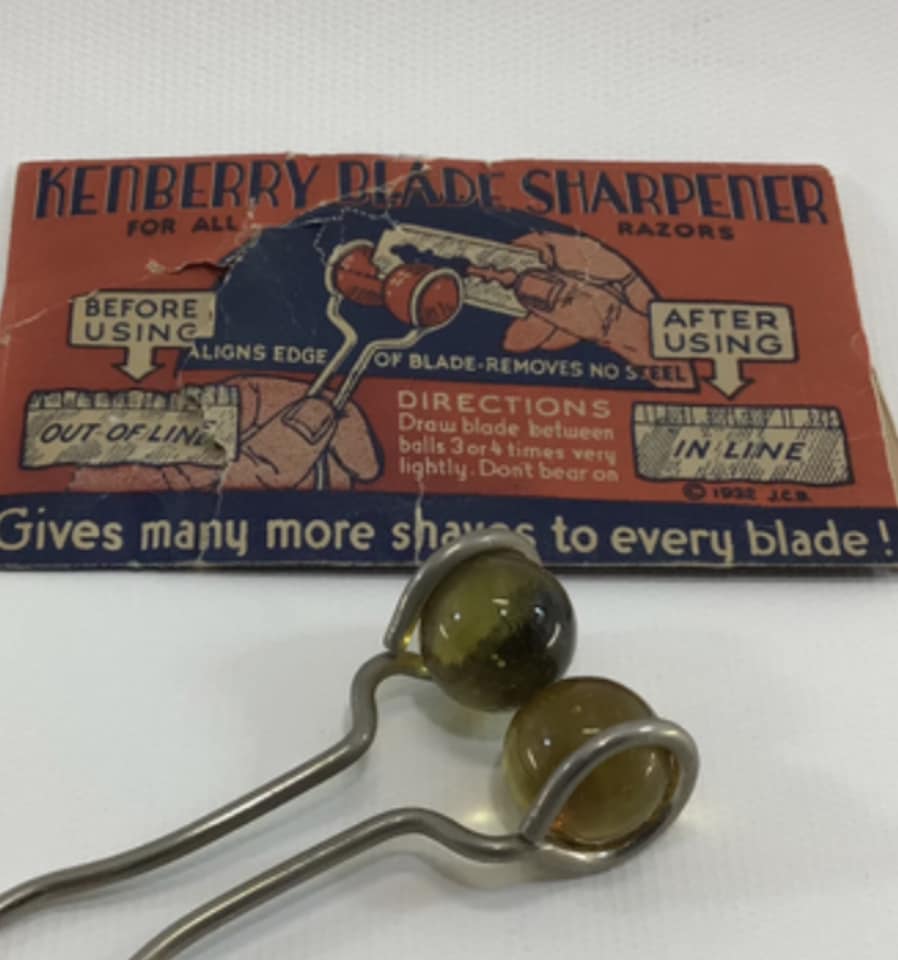 KENBERRY BLADE SHARPENER
FOR ALL RAZORS
BEFORE
USING
AFTER
USING
ALIGNS EDGE OF BLADE-REMOVES NO STEEL
OUT-OF LINE
IN LINE
DIRECTIONS
Draw blade between
balls 3 or 4 times very
lightly. Don't bear on
© 1932 J.C.B.
Gives many more shaves to every blade!